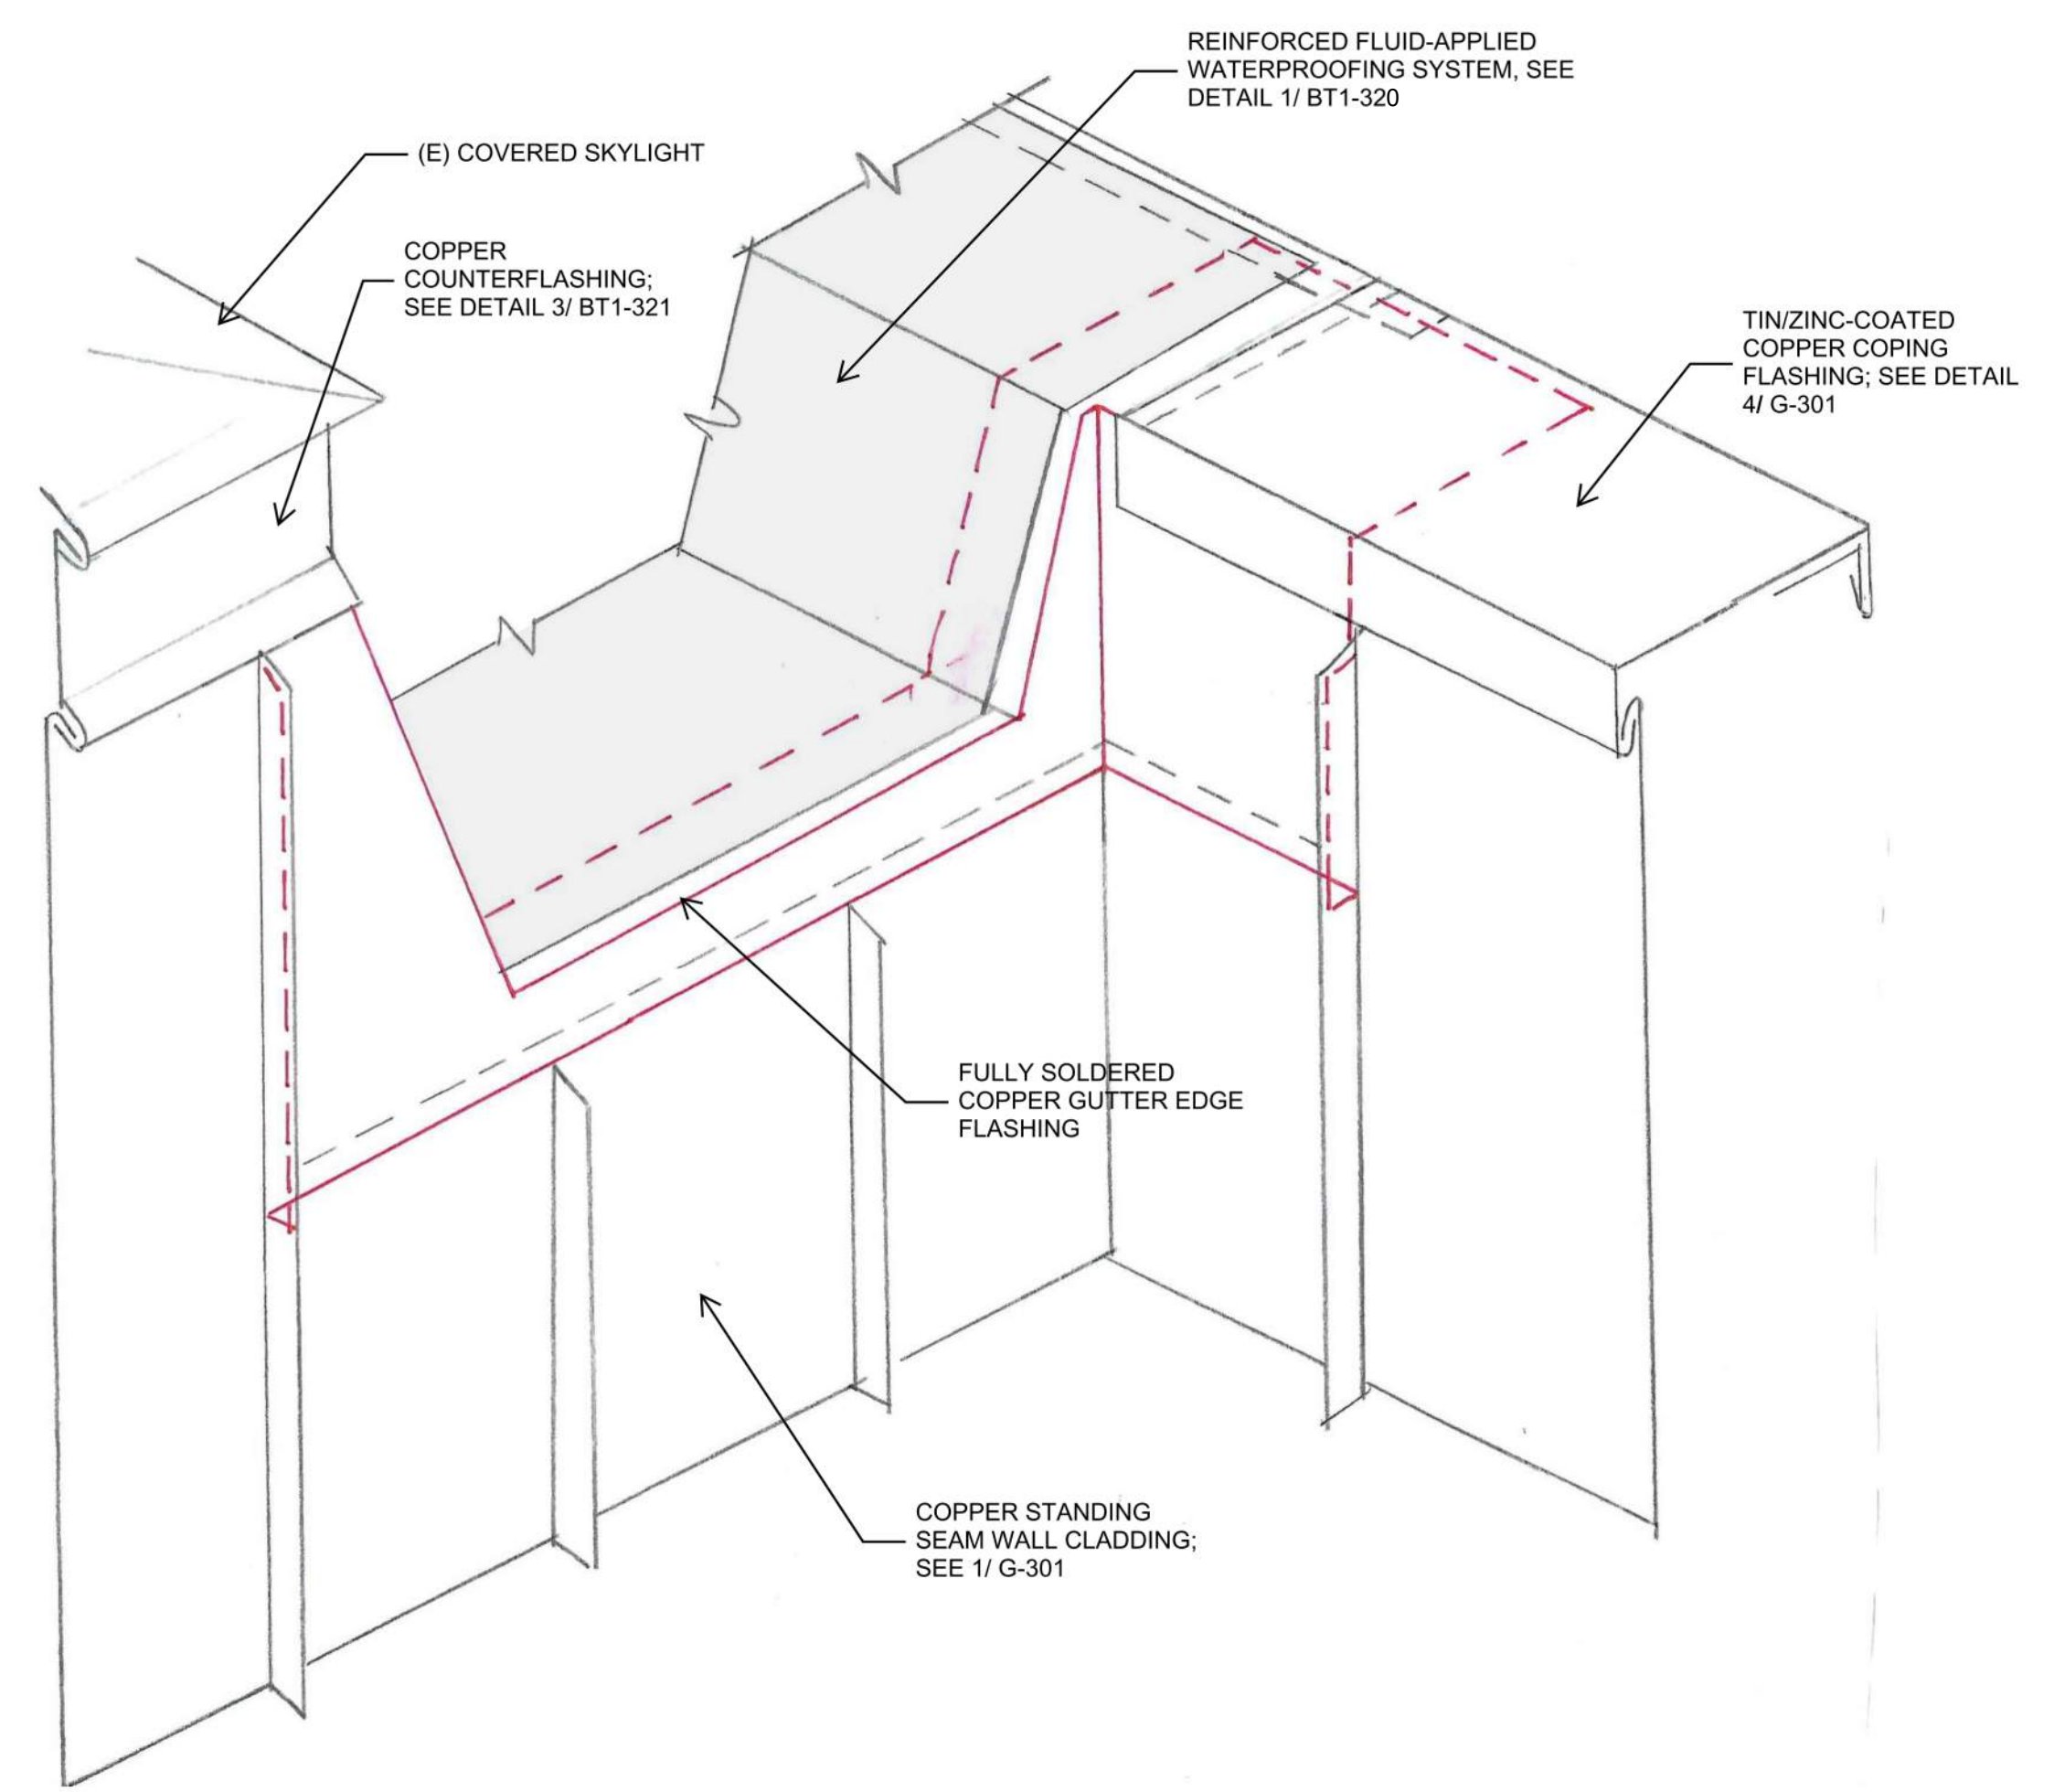 REINFORCED FLUID-APPLIED
WATERPROOFING SYSTEM, SEE
DETAIL 1/ BT1-320
(E) COVERED SKYLIGHT
COPPER
COUNTERFLASHING;
SEE DETAIL 3/ BT1-321
TIN/ZINC-COATED
COPPER COPING
FLASHING; SEE DETAIL
4/ G-301
FULLY SOLDERED
COPPER GUTTER EDGE
FLASHING
COPPER STANDING
SEAM WALL CLADDING;
SEE 1/ G-301